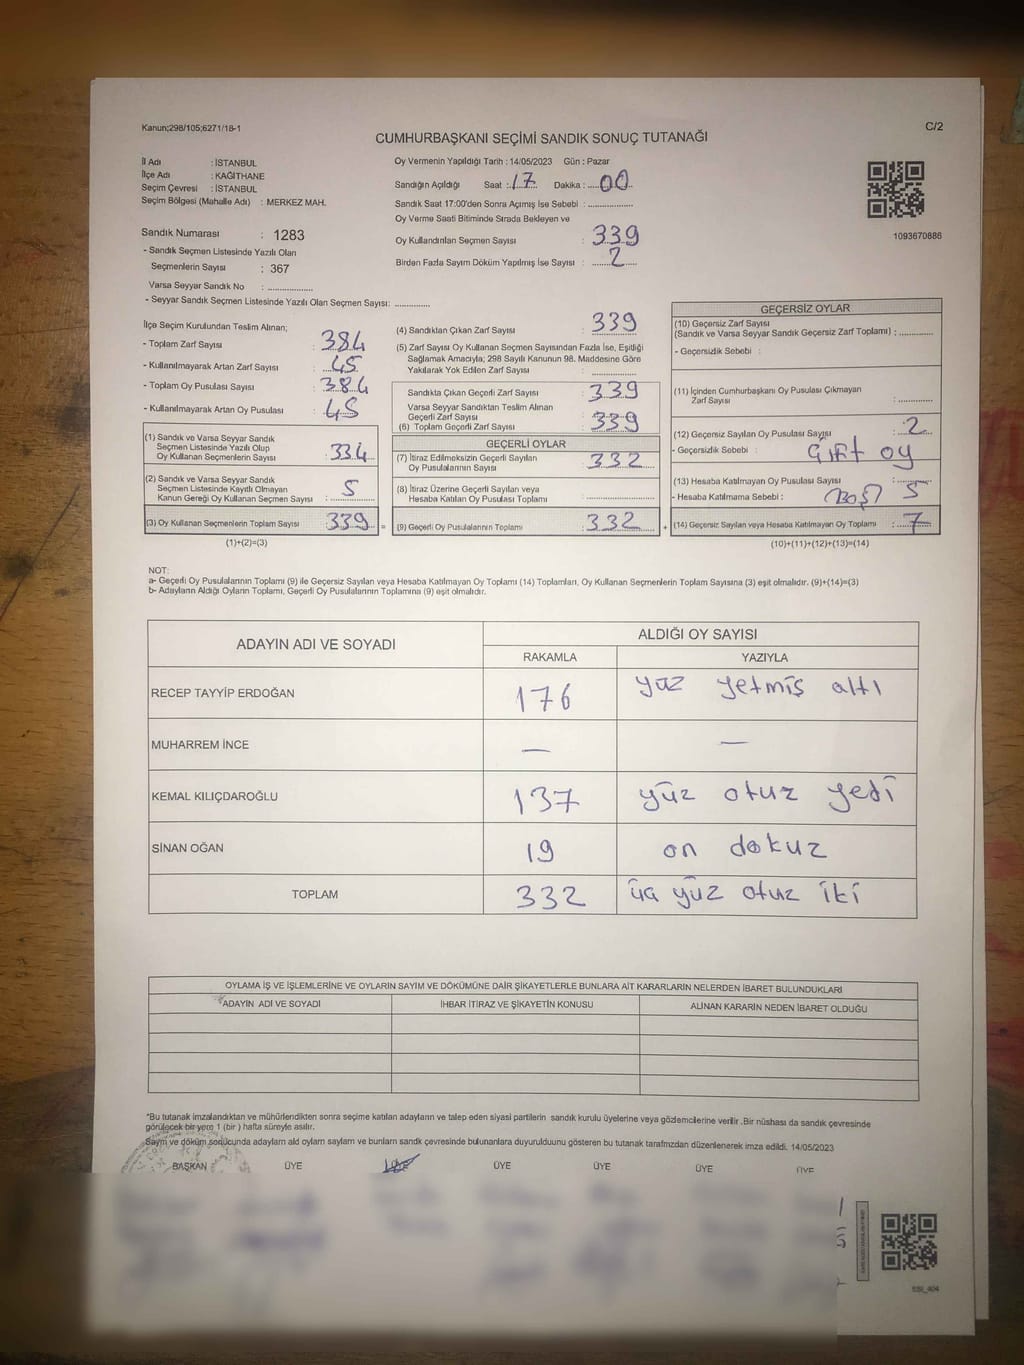 Kanun;298/105;6271/18-1
C/2
CUMHURBAŞKANI SEÇİMİ SANDIK SONUÇ TUTANAĞI
İl Adı : İSTANBUL
İlçe Adı : KAĞITHANE
Seçim Çevresi : İSTANBUL
Seçim Bölgesi (Mahalle Adı) : MERKEZ MAH.
Sandık Numarası : 1283
- Sandık Seçmen Listesinde Yazılı Olan
Seçmenlerin Sayısı : 367
Varsa Seyyar Sandık No : ....................
- Seyyar Sandık Seçmen Listesinde Yazılı Olan Seçmen Sayısı: ...............
Oy Vermenin Yapıldığı Tarih : 14/05/2023 Gün : Pazar
Sandığın Açıldığı Saat : 17 Dakika : 00
Sandık Saat 17:00'den Sonra Açımış İse Sebebi : ...................
Oy Verme Saati Bitiminde Sırada Bekleyen ve
Oy Kullandırılan Seçmen Sayısı : 339
Birden Fazla Sayım Döküm Yapılmış İse Sayısı : 2
1093670886
İlçe Seçim Kurulundan Teslim Alınan;
- Toplam Zarf Sayısı : 384
- Kullanılmayarak Artan Zarf Sayısı : 45
- Toplam Oy Pusulası Sayısı : 384
- Kullanılmayarak Artan Oy Pusulası : 45
(1) Sandık ve Varsa Seyyar Sandık
Seçmen Listesinde Yazılı Olup
Oy Kullanan Seçmenlerin Sayısı : 334
(2) Sandık ve Varsa Seyyar Sandık
Seçmen Listesinde Kayıtlı Olmayan
Kanun Gereği Oy Kullanan Seçmen Sayısı : 5
(3) Oy Kullanan Seçmenlerin Toplam Sayısı : 339 =
(1)+(2)=(3)
(4) Sandıktan Çıkan Zarf Sayısı : 339
(5) Zarf Sayısı Oy Kullanan Seçmen Sayısından Fazla İse, Eşitliği
Sağlamak Amacıyla; 298 Sayılı Kanunun 98. Maddesine Göre
Yakılarak Yok Edilen Zarf Sayısı : ...............
Sandıkta Çıkan Geçerli Zarf Sayısı : 339
Varsa Seyyar Sandıktan Teslim Alınan
Geçerli Zarf Sayısı
(6) Toplam Geçerli Zarf Sayısı : 339
GEÇERLİ OYLAR
(7) İtiraz Edilmeksizin Geçerli Sayılan
Oy Pusulalarının Sayısı : 332
(8) İtiraz Üzerine Geçerli Sayılan veya
Hesaba Katılan Oy Pusulası Toplamı : ....................
(9) Geçerli Oy Pusulalarının Toplamı : 332 +
GEÇERSİZ OYLAR
(10) Geçersiz Zarf Sayısı
(Sandık ve Varsa Seyyar Sandık Geçersiz Zarf Toplamı) : ..........
- Geçersizlik Sebebi :
(11) İçinden Cumhurbaşkanı Oy Pusulası Çıkmayan
Zarf Sayısı : ..........
(12) Geçersiz Sayılan Oy Pusulası Sayısı : 2
- Geçersizlik Sebebi : Çift oy
(13) Hesaba Katılmayan Oy Pusulası Sayısı : ..........
- Hesaba Katılmama Sebebi : Boş 5
(14) Geçersiz Sayılan veya Hesaba Katılmayan Oy Toplamı : 7
(10)+(11)+(12)+(13)=(14)
NOT:
a- Geçerli Oy Pusulalarının Toplamı (9) ile Geçersiz Sayılan veya Hesaba Katılmayan Oy Toplamı (14) Toplamları, Oy Kullanan Seçmenlerin Toplam Sayısına (3) eşit olmalıdır. (9)+(14)=(3)
b- Adayların Aldığı Oyların Toplamı, Geçerli Oy Pusulalarının Toplamına (9) eşit olmalıdır.
ADAYIN ADI VE SOYADI ALDIĞI OY SAYISI
RAKAMLA YAZIYLA
RECEP TAYYİP ERDOĞAN 176 yüz yetmiş altı
MUHARREM İNCE — —
KEMAL KILIÇDAROĞLU 137 yüz otuz yedi
SİNAN OĞAN 19 on dokuz
TOPLAM 332 üç yüz otuz iki
OYLAMA İŞ VE İŞLEMLERİNE VE OYLARIN SAYIM VE DÖKÜMÜNE DAİR ŞİKAYETLERLE BUNLARA AİT KARARLARIN NELERDEN İBARET BULUNDUKLARI
ADAYIN ADI VE SOYADI İHBAR İTİRAZ VE ŞİKAYETİN KONUSU ALINAN KARARIN NEDEN İBARET OLDUĞU
*Bu tutanak imzalandıktan ve mühürlendikten sonra seçime katılan adayların ve talep eden siyasi partilerin sandık kurulu üyelerine veya gözlemcilerine verilir .Bir nüshası da sandık çevresinde
görülecek bir yere 1 (bir ) hafta süreyle asılır.
Sayım ve döküm sonucunda adayların ald oyların sayların ve bunların sandık çevresinde bulunanlara duyurulduunu gösteren bu tutanak tarafmzdan düzenlenerek imza edildi. 14/05/2023
BAŞKAN ÜYE ÜYE ÜYE ÜYE ÜYE ÜYE